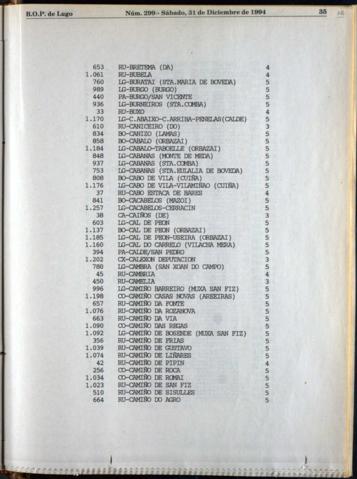 B.O.P. de Lugo Núm. 299.- Sábado, 31 de Diciembre de 1994 35
653 RU-BRETEMA (DA) 4
1.061 RU-BUBELA 4
760 LG-BURATAI (STA.MARIA DE BOVEDA) 5
989 LG-BURGO (BURGO) 5
440 PA-BURGO/SAN VICENTE 5
936 LG-BURNEIROS (STA.COMBA) 5
33 RU-BUXO 4
1.170 LG-C.ABAIXO-C.ARRIBA-PENELAS(CALDE) 5
610 RU-CANICEIRO (DO) 3
834 BO-CANIZO (LAMAS) 5
858 BO-CABALO (ORBAZAI) 5
1.184 LG-CABALO-TABOELLE (ORBAZAI) 5
848 LG-CABANAS (MONTE DE MEDA) 5
937 LG-CABANAS (STA.COMBA) 5
753 LG-CABANAS (STA.EULALIA DE BOVEDA) 5
808 BO-CABO DE VILA (CUIÑA) 5
1.176 LG-CABO DE VILA-VILAMIÑAO (CUIÑA) 5
37 RU-CABO ESTACA DE BARES 4
841 BO-CACABELOS (MAZOI) 5
1.257 LG-CACABELOS-CERRACIN 5
38 CA-CAIÑOS (DE) 3
603 LG-CAL DE PEON 5
1.137 BO-CAL DE PEON (ORBAZAI) 5
1.185 LG-CAL DE PEON-USEIRA (ORBAZAI) 5
1.160 LG-CAL DO CARRELO (VILACHA MERA) 5
394 PA-CALDE/SAN PEDRO 5
1.202 CX-CALEXON DEPUTACION 3
780 LG-CAMBRA (SAN XOAN DO CAMPO) 5
45 RU-CAMBRIA 4
450 RU-CAMELIA 3
996 LG-CAMIÑO BARREIRO (MUXA SAN FIZ) 5
1.198 CO-CAMIÑO CASAS NOVAS (ARXEIRAS) 5
657 RU-CAMIÑO DA FONTE 5
1.076 RU-CAMIÑO DA ROZANOVA 5
663 RU-CAMIÑO DA VIA 5
1.090 CO-CAMIÑO DAS REGAS 5
1.092 LG-CAMIÑO DE BOSENDE (MUXA SAN FIZ) 5
356 RU-CAMIÑO DE FRIAS 5
1.039 RU-CAMIÑO DE GUSTAVO 5
1.074 RU-CAMIÑO DE LIÑARES 5
42 RU-CAMIÑO DE PIPIN 4
256 CO-CAMIÑO DE ROCA 5
1.034 CO-CAMIÑO DE ROMAI 5
1.023 RU-CAMIÑO DE SAN FIZ 5
510 RU-CAMIÑO DE SISULLES 5
664 RU-CAMIÑO DO AGRO 5